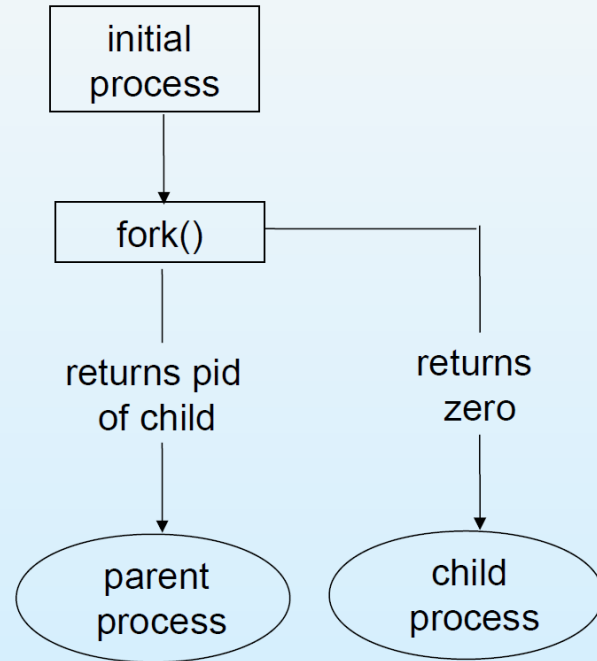 initial
process
fork()
returns pid
of child
returns
zero
parent
process
child
process